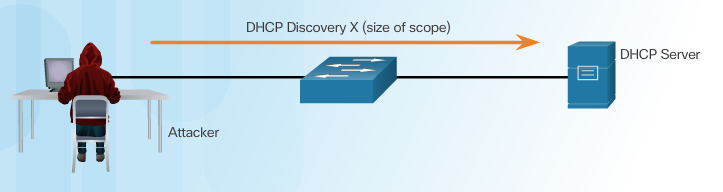 DHCP Discovery X (size of scope)
DHCP Server
Attacker